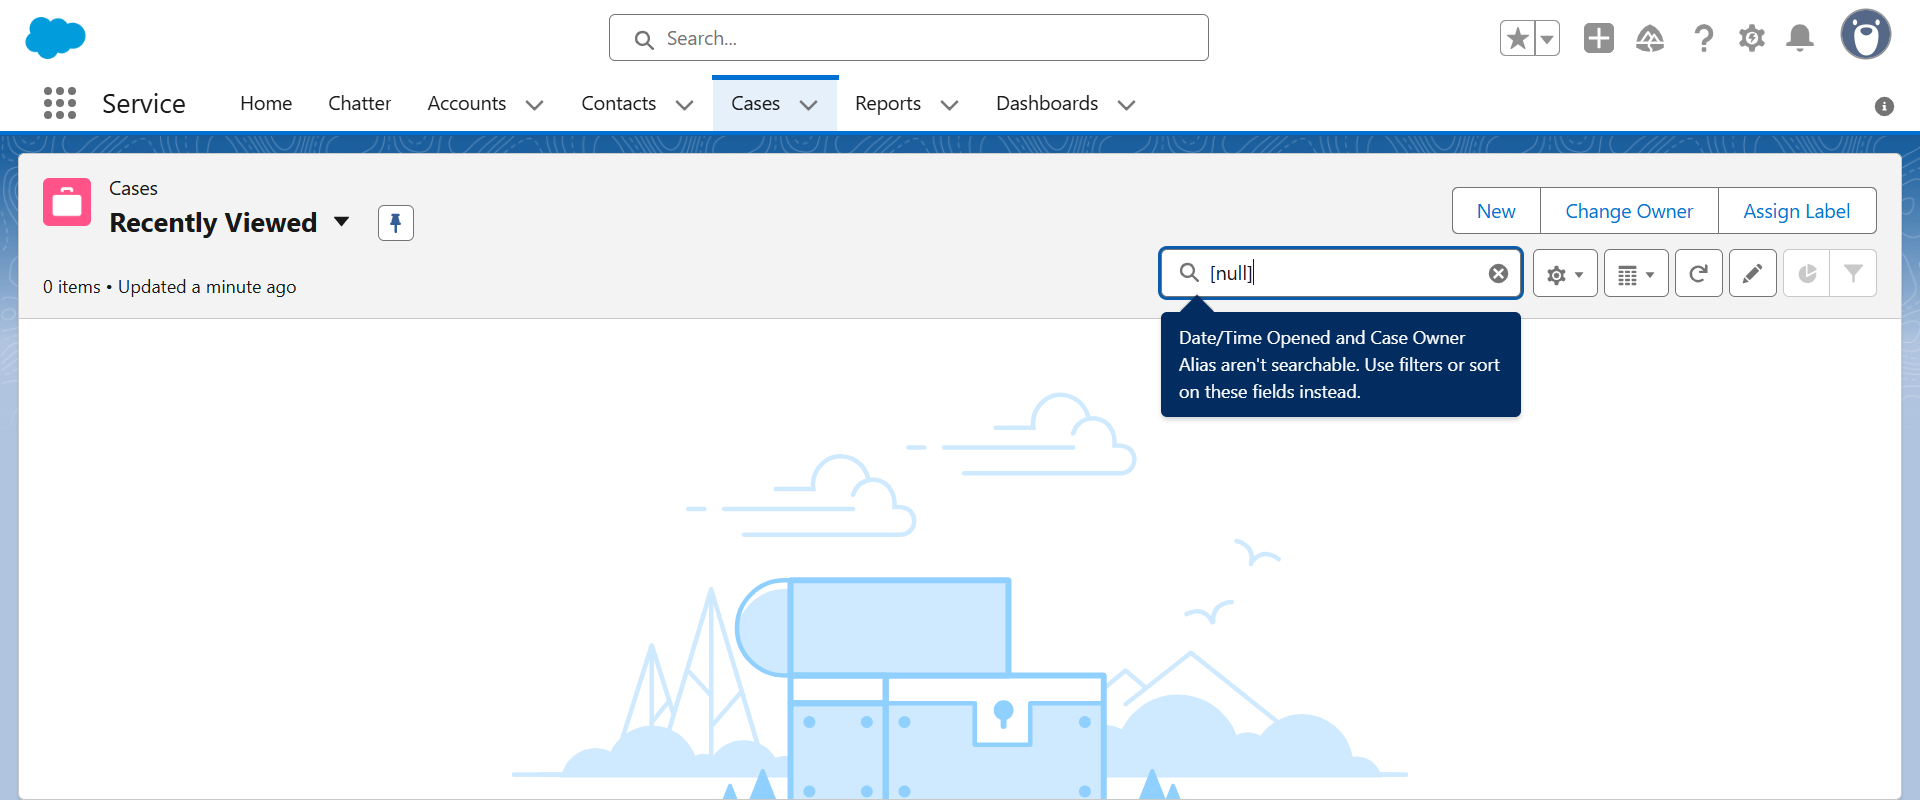 Search...
Service
Home
Chatter
Accounts
Contacts
Cases
Reports
Dashboards
Cases
Recently Viewed
New
Change Owner
Assign Label
0 items • Updated a minute ago
[null]
Date/Time Opened and Case Owner
Alias aren't searchable. Use filters or sort
on these fields instead.